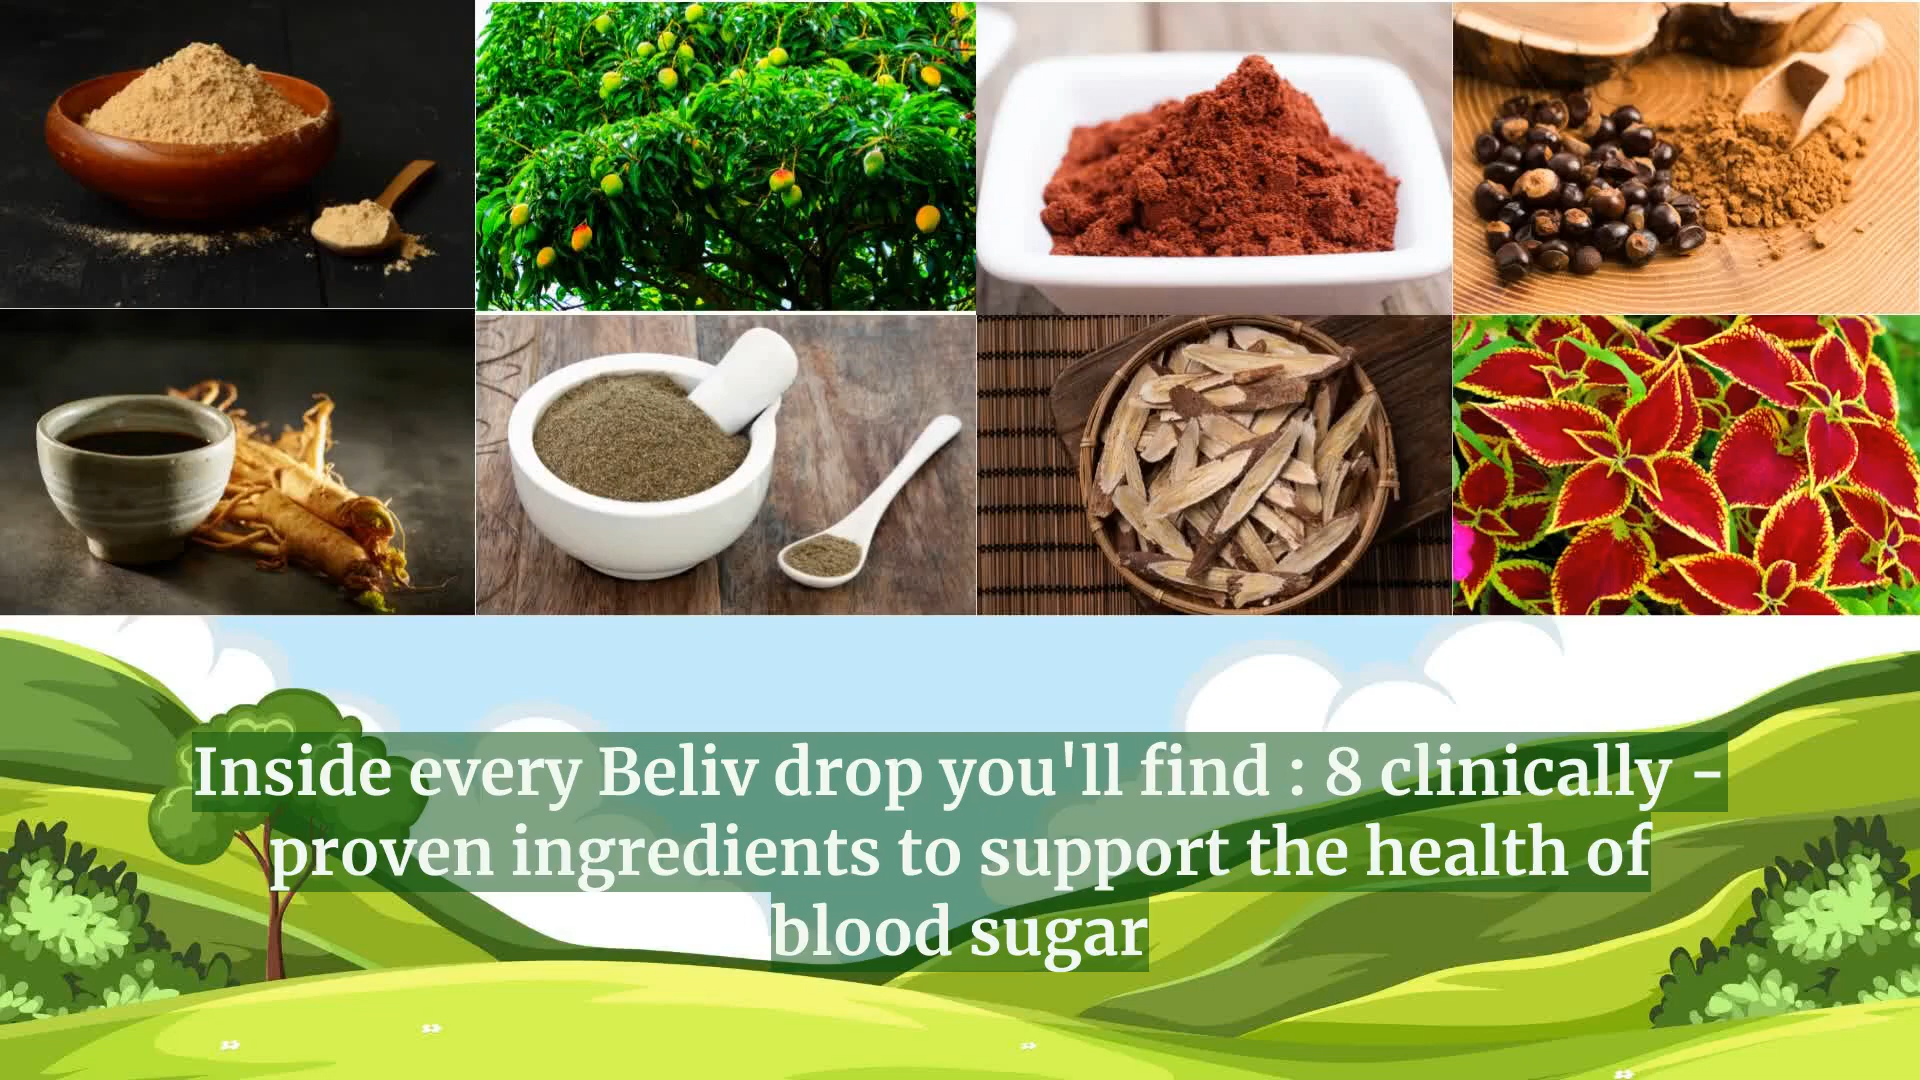 Inside every Beliv drop you'll find : 8 clinically -
proven ingredients to support the health of
blood sugar